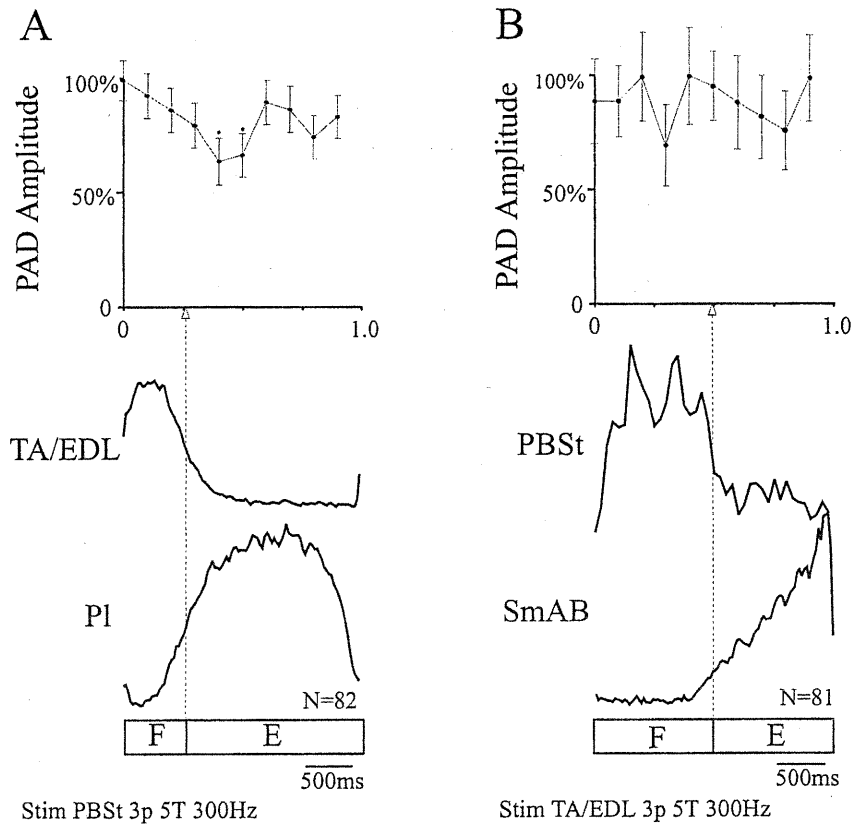 A
PAD Amplitude
100%
50%
0
0
1.0
TA/EDL
Pl
N=82
F
E
500ms
Stim PBSt 3p 5T 300Hz
B
PAD Amplitude
100%
50%
0
0
1.0
PBSt
SmAB
N=81
F
E
500ms
Stim TA/EDL 3p 5T 300Hz